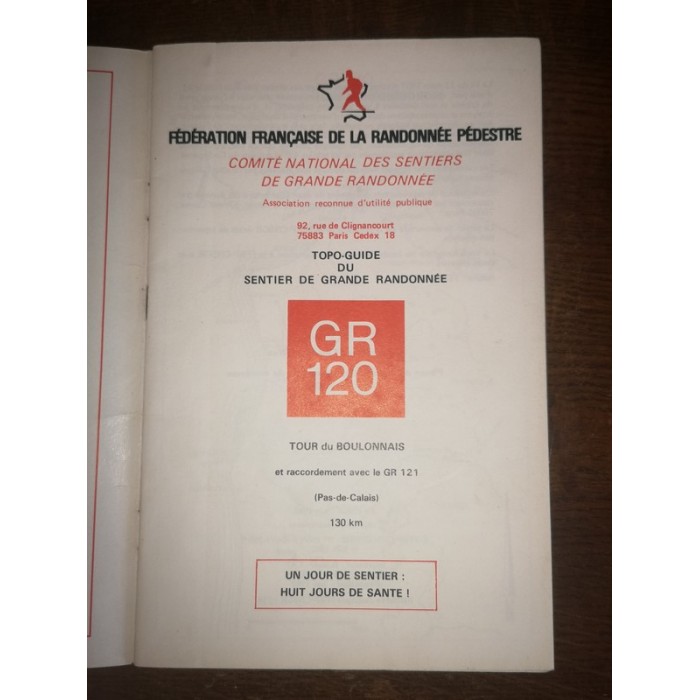 FÉDÉRATION FRANÇAISE DE LA RANDONNÉE PÉDESTRE
COMITÉ NATIONAL DES SENTIERS
DE GRANDE RANDONNÉE
Association reconnue d'utilité publique
92, rue de Clignancourt
75883 Paris Cedex 18
TOPO-GUIDE
DU
SENTIER DE GRANDE RANDONNÉE
GR
120
TOUR du BOULONNAIS
et raccordement avec le GR 121
(Pas-de-Calais)
130 km
UN JOUR DE SENTIER :
HUIT JOURS DE SANTE !